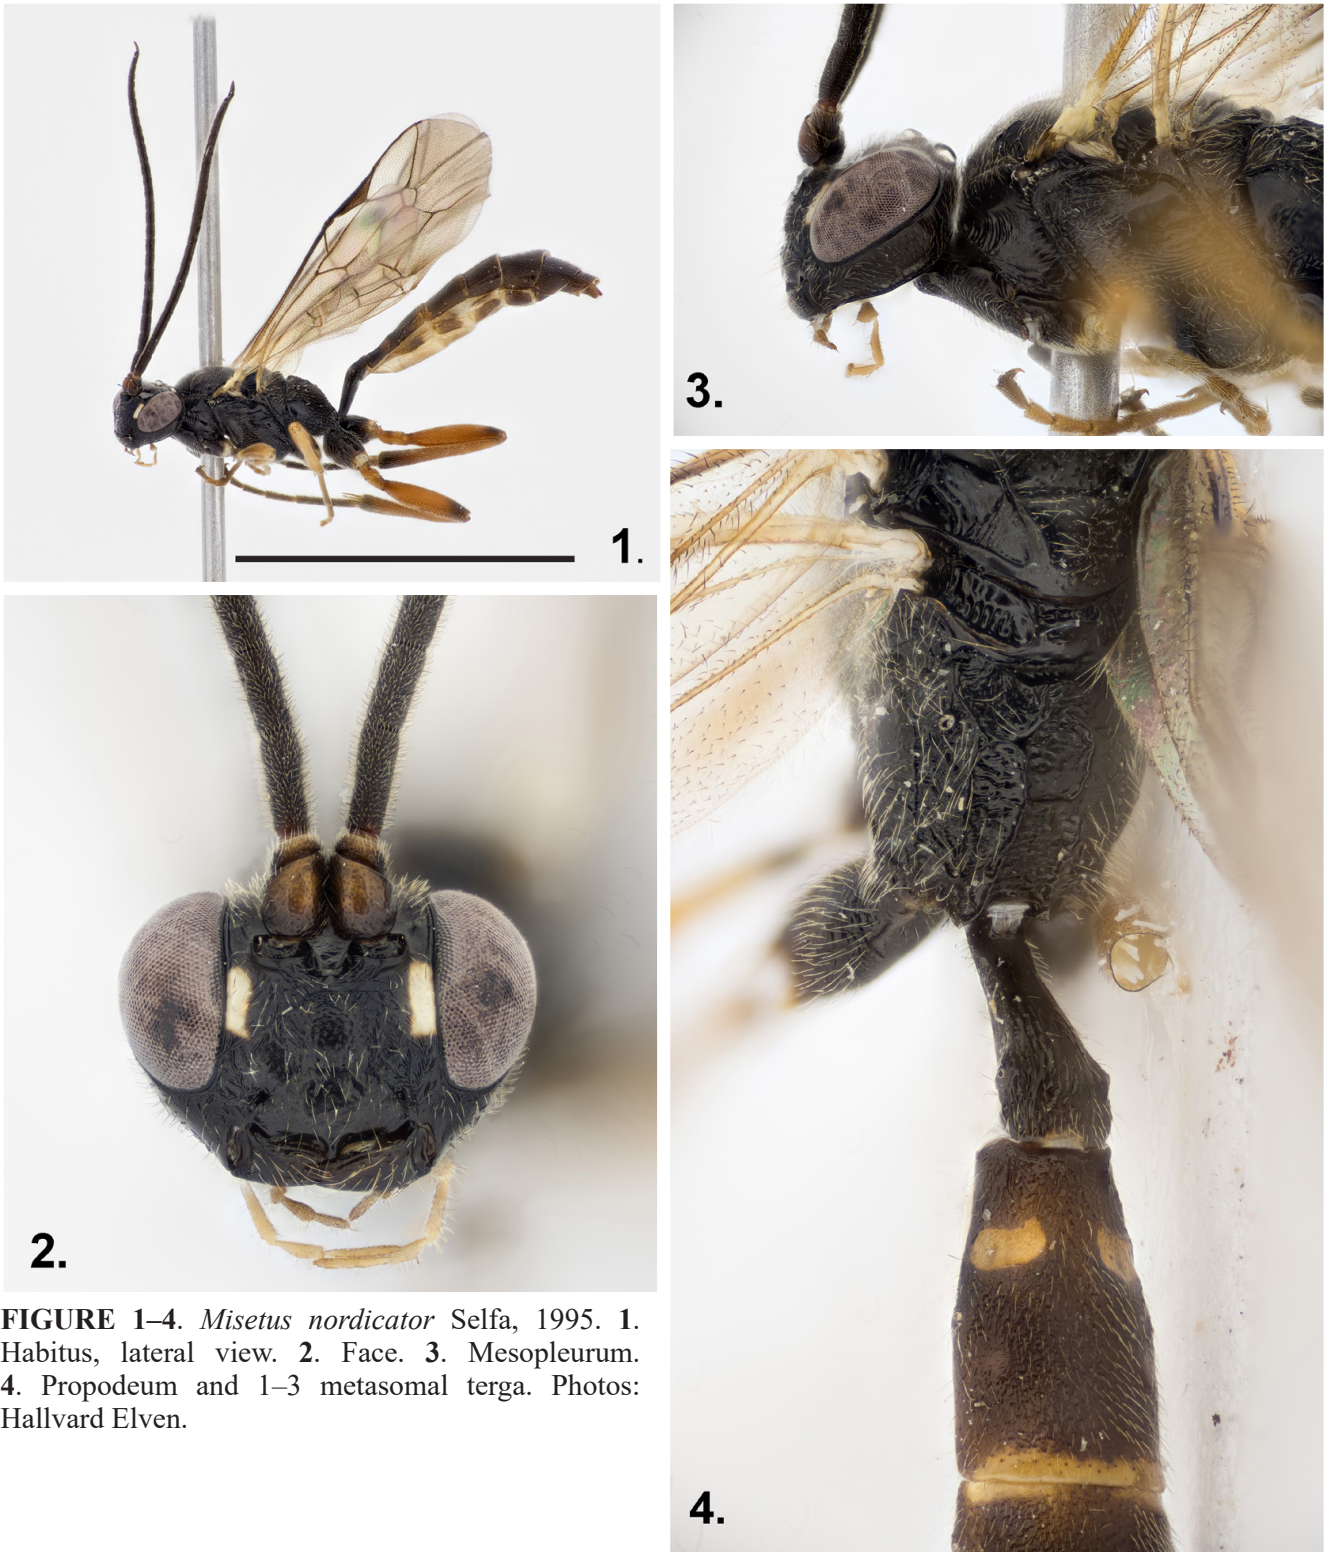 1.
3.
2.
4.
FIGURE 1–4. Misetus nordicator Selfa, 1995. 1.
Habitus, lateral view. 2. Face. 3. Mesopleurum.
4. Propodeum and 1–3 metasomal terga. Photos:
Hallvard Elven.